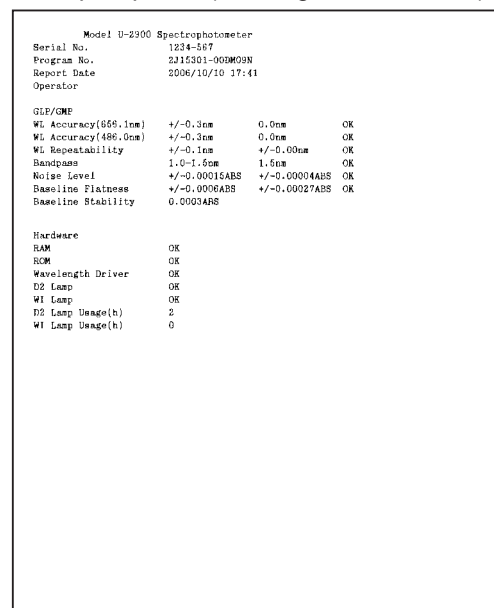 Model U-2900 Spectrophotometer
Serial No. 1234-567
Program No. 2J15301-00DM09N
Report Date 2006/10/10 17:41
Operator
GLP/GMP
WL Accuracy(656.1nm) +/-0.3nm 0.0nm OK
WL Accuracy(486.0nm) +/-0.3nm 0.0nm OK
WL Repeatability +/-0.1nm +/-0.00nm OK
Bandpass 1.0-1.5nm 1.5nm OK
Noise Level +/-0.00015ABS +/-0.00004ABS OK
Baseline Flatness +/-0.0006ABS +/-0.00027ABS OK
Baseline Stability 0.0003ABS
Hardware
RAM OK
ROM OK
Wavelength Driver OK
D2 Lamp OK
WI Lamp OK
D2 Lamp Usage(h) 2
WI Lamp Usage(h) 0